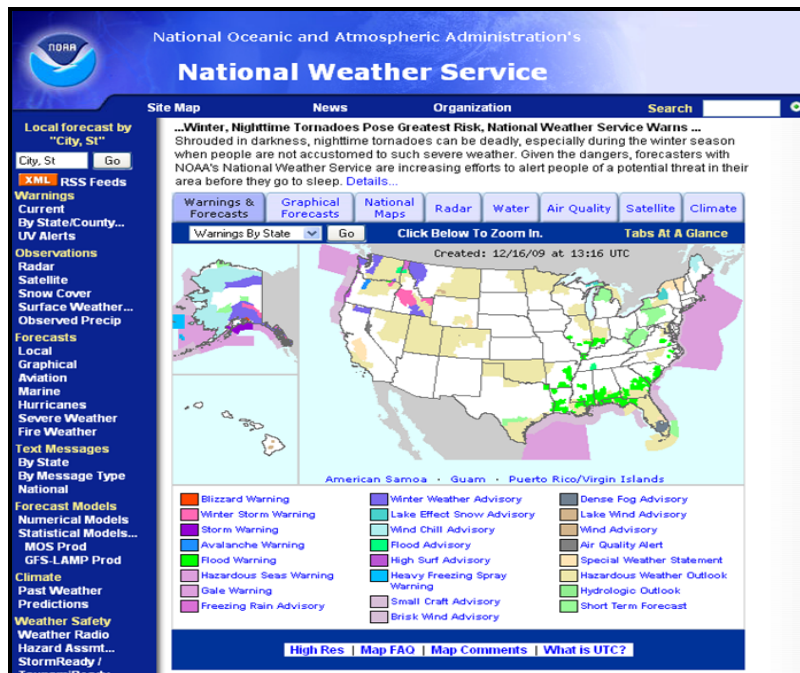 NOAA
National Oceanic and Atmospheric Administration's
National Weather Service
Site Map News Organization Search
Local forecast by
"City, St"
City, St Go
XML RSS Feeds
Warnings
Current
By State/County...
UV Alerts
Observations
Radar
Satellite
Snow Cover
Surface Weather...
Observed Precip
Forecasts
Local
Graphical
Aviation
Marine
Hurricanes
Severe Weather
Fire Weather
Text Messages
By State
By Message Type
National
Forecast Models
Numerical Models
Statistical Models...
MOS Prod
GFS-LAMP Prod
Climate
Past Weather
Predictions
Weather Safety
Weather Radio
Hazard Assmt...
StormReady /
TsunamiReady
...Winter, Nighttime Tornadoes Pose Greatest Risk, National Weather Service Warns ...
Shrouded in darkness, nighttime tornadoes can be deadly, especially during the winter season
when people are not accustomed to such severe weather. Given the dangers, forecasters with
NOAA's National Weather Service are increasing efforts to alert people of a potential threat in their
area before they go to sleep. Details...
Warnings &
Forecasts
Graphical
Forecasts
National
Maps
Radar
Water
Air Quality
Satellite
Climate
Warnings By State Go Click Below To Zoom In. Tabs At A Glance
Created: 12/16/09 at 13:16 UTC
American Samoa · Guam · Puerto Rico/Virgin Islands
Blizzard Warning
Winter Storm Warning
Storm Warning
Avalanche Warning
Flood Warning
Hazardous Seas Warning
Gale Warning
Freezing Rain Advisory
Winter Weather Advisory
Lake Effect Snow Advisory
Wind Chill Advisory
Flood Advisory
High Surf Advisory
Heavy Freezing Spray
Warning
Small Craft Advisory
Brisk Wind Advisory
Dense Fog Advisory
Lake Wind Advisory
Wind Advisory
Air Quality Alert
Special Weather Statement
Hazardous Weather Outlook
Hydrologic Outlook
Short Term Forecast
High Res | Map FAQ | Map Comments | What is UTC?